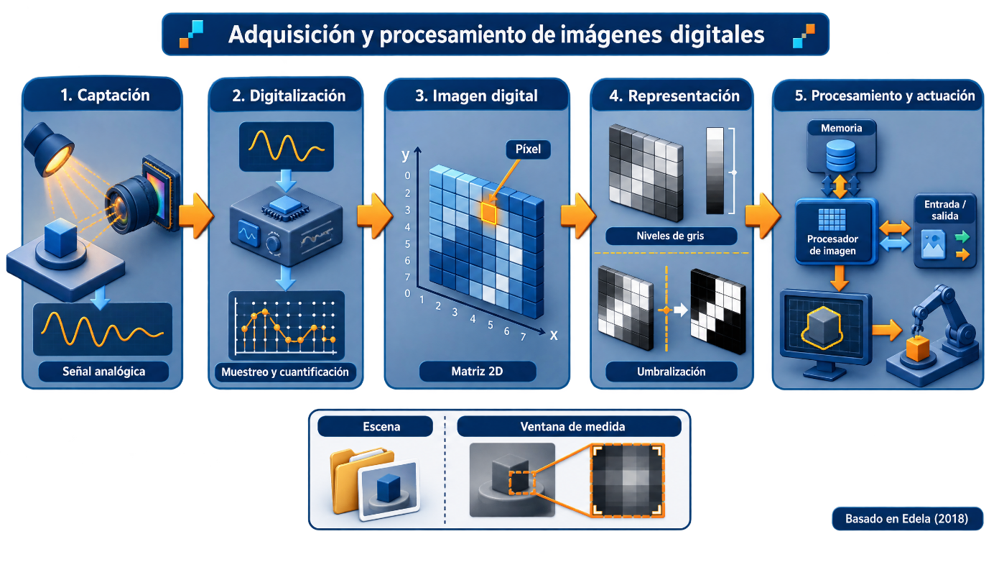 Adquisición y procesamiento de imágenes digitales
1. Captación
Señal analógica
2. Digitalización
Muestreo y cuantificación
3. Imagen digital
Píxel
y
0
2
3
4
5
6
7
0
1
2
3
4
5
6
7
x
Matriz 2D
4. Representación
Niveles de gris
Umbralización
5. Procesamiento y actuación
Memoria
Procesador
de imagen
Entrada /
salida
Escena
Ventana de medida
Basado en Edela (2018)